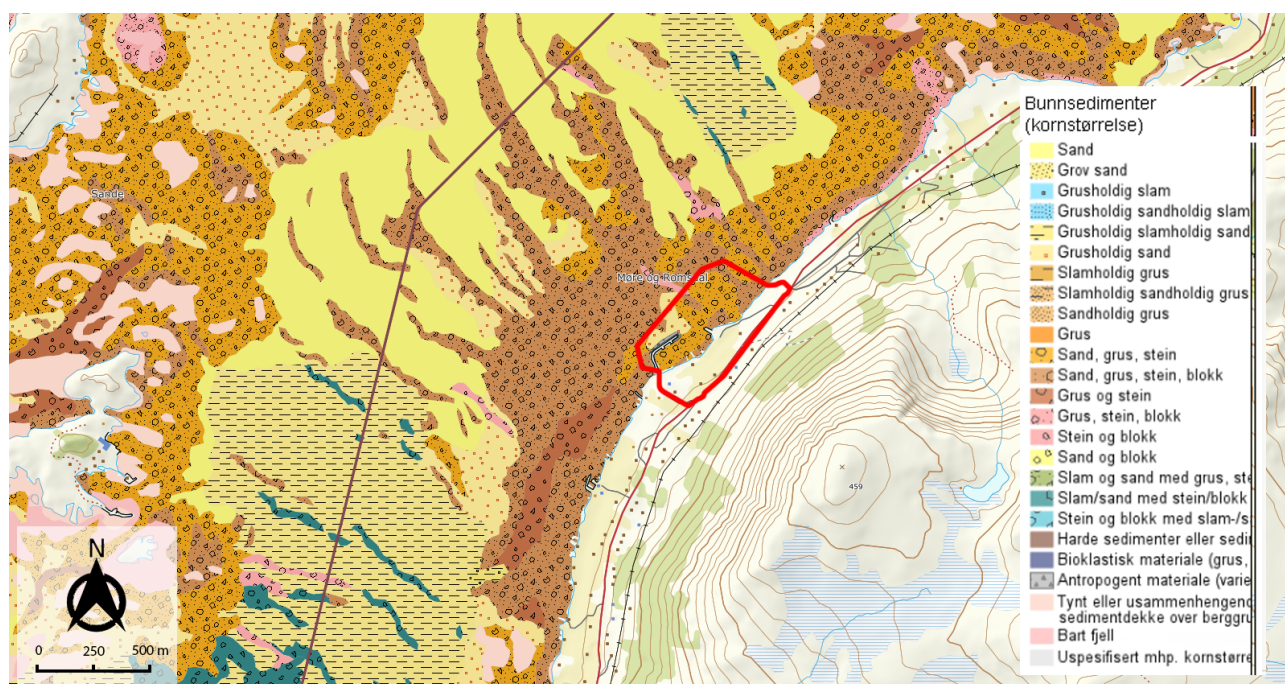 Sande
Møre og Romsdal
459
N
0 250 500 m
Bunnsedimenter
(kornstørrelse)
Sand
Grov sand
Grusholdig slam
Grusholdig sandholdig slam
Grusholdig slamholdig sand
Grusholdig sand
Slamholdig grus
Slamholdig sandholdig grus
Sandholdig grus
Grus
Sand, grus, stein
Sand, grus, stein, blokk
Grus og stein
Grus, stein, blokk
Stein og blokk
Sand og blokk
Slam og sand med grus, ste
Slam/sand med stein/blokk
Stein og blokk med slam-/s
Harde sedimenter eller sedi
Bioklastisk materiale (grus,
Antropogent materiale (varie
Tynt eller usammenhengend
sedimentdekke over berggru
Bart fjell
Uspesifisert mhp. kornstørre